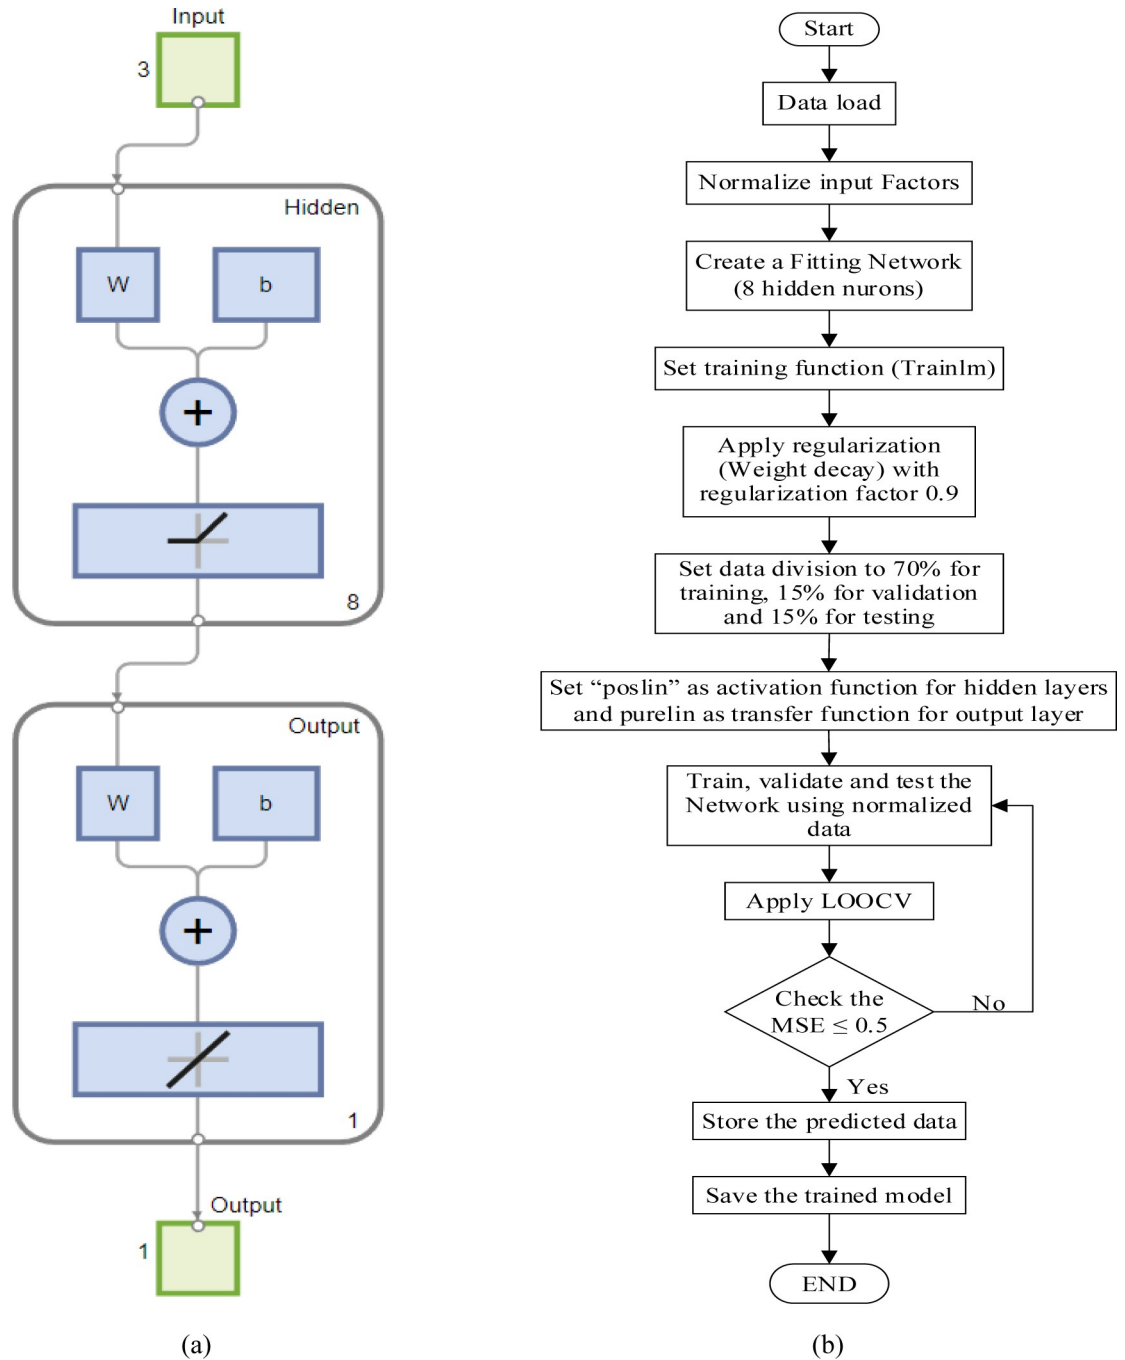 Input
3
Hidden
W
b
+
8
Output
W
b
+
1
Output
1
(a)
Start
Data load
Normalize input Factors
Create a Fitting Network
(8 hidden nurons)
Set training function (Trainlm)
Apply regularization
(Weight decay) with
regularization factor 0.9
Set data division to 70% for
training, 15% for validation
and 15% for testing
Set “poslin” as activation function for hidden layers
and purelin as transfer function for output layer
Train, validate and test the
Network using normalized
data
Apply LOOCV
Check the
MSE ≤ 0.5
No
Yes
Store the predicted data
Save the trained model
END
(b)